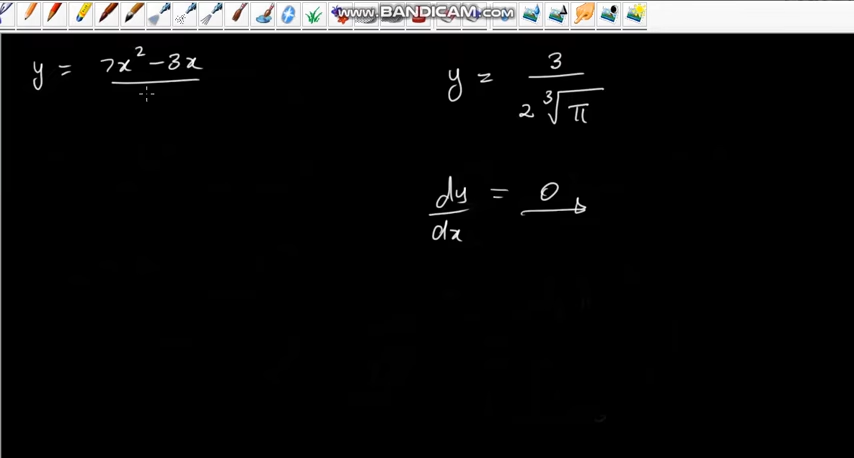 www.BANDICAM.com
y = 7x² - 3x
y = 3 / 2∛π
dy/dx = 0